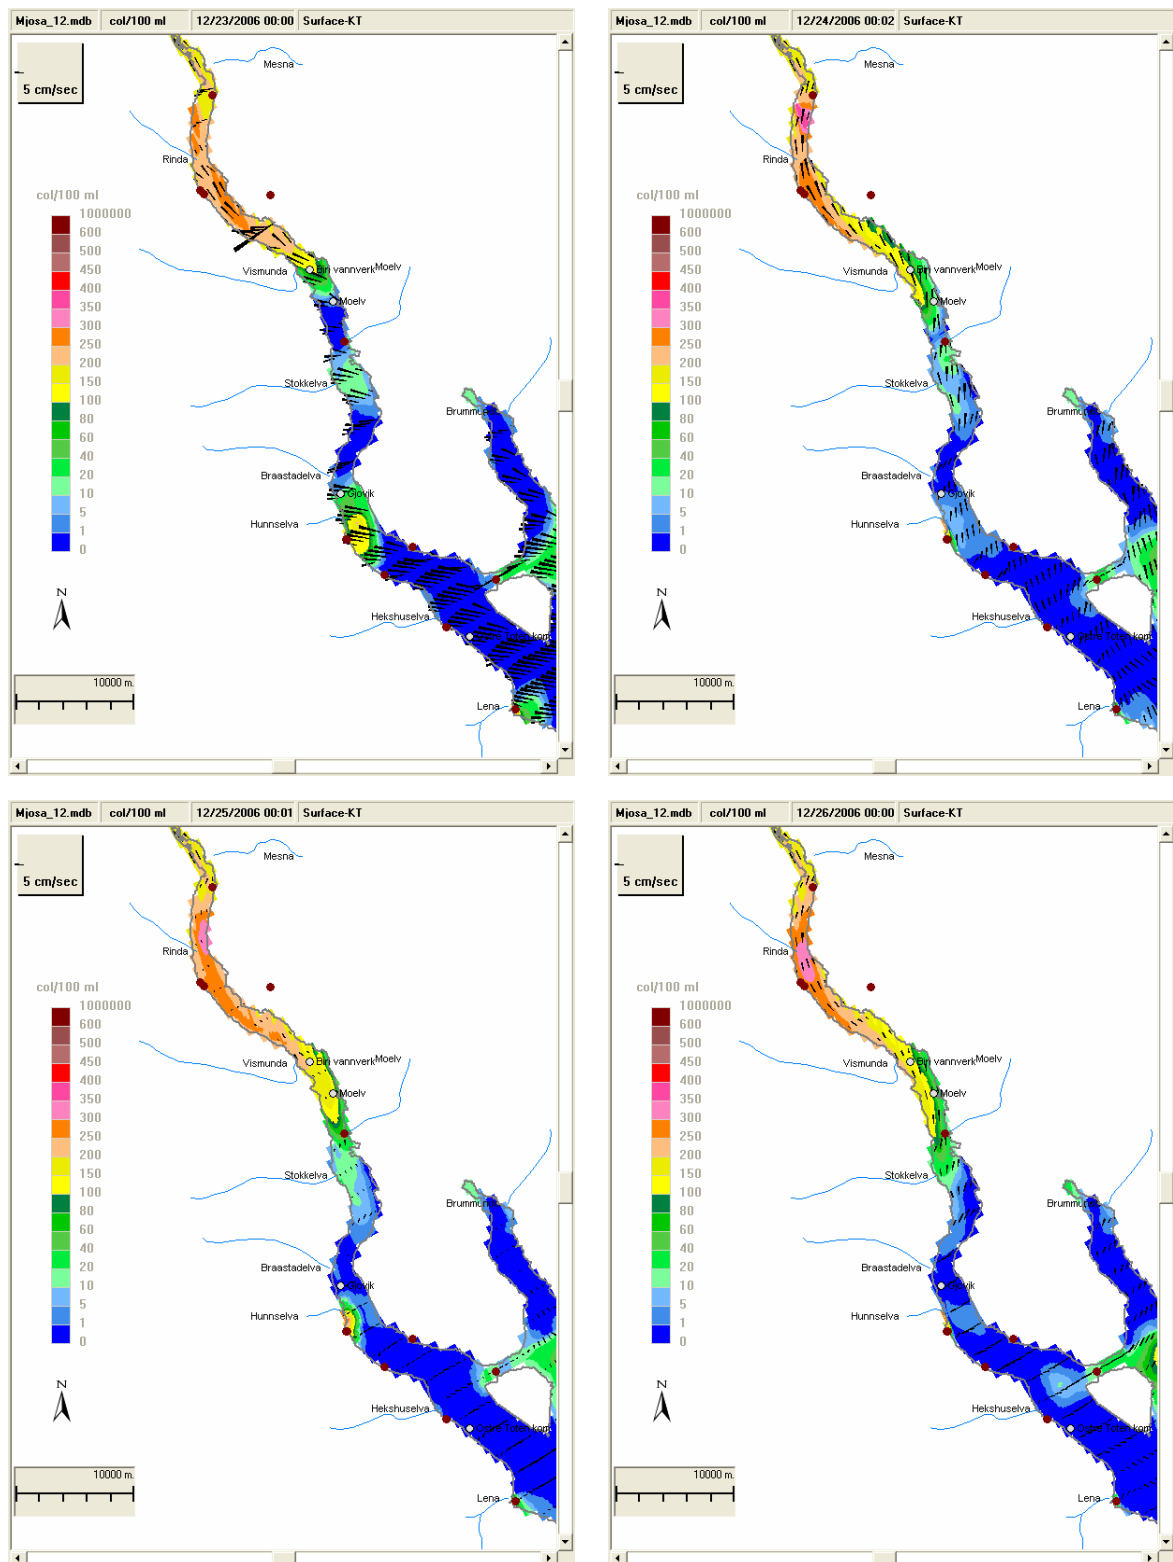 Mjosa_12.mdb col/100 ml 12/23/2006 00:00 Surface-KT
5 cm/sec
Mesna
Rinda
col/100 ml
1000000
600
500
450
400
350
300
250
200
150
100
80
60
40
20
10
5
1
0
Vismunda
Biri vannverk
Moelv
Moelv
Stokkelva
Braastadelva
Gjovik
Hunnselva
Hekshuselva
Lena
N
10000 m.
Mjosa_12.mdb col/100 ml 12/24/2006 00:02 Surface-KT
5 cm/sec
Mesna
Rinda
col/100 ml
1000000
600
500
450
400
350
300
250
200
150
100
80
60
40
20
10
5
1
0
Vismunda
Biri vannverk
Moelv
Moelv
Stokkelva
Braastadelva
Gjovik
Hunnselva
Hekshuselva
Lena
N
10000 m.
Mjosa_12.mdb col/100 ml 12/25/2006 00:01 Surface-KT
5 cm/sec
Mesna
Rinda
col/100 ml
1000000
600
500
450
400
350
300
250
200
150
100
80
60
40
20
10
5
1
0
Vismunda
Biri vannverk
Moelv
Moelv
Stokkelva
Braastadelva
Gjovik
Hunnselva
Hekshuselva
Lena
N
10000 m.
Mjosa_12.mdb col/100 ml 12/26/2006 00:00 Surface-KT
5 cm/sec
Mesna
Rinda
col/100 ml
1000000
600
500
450
400
350
300
250
200
150
100
80
60
40
20
10
5
1
0
Vismunda
Biri vannverk
Moelv
Moelv
Stokkelva
Braastadelva
Gjovik
Hunnselva
Hekshuselva
Lena
N
10000 m.